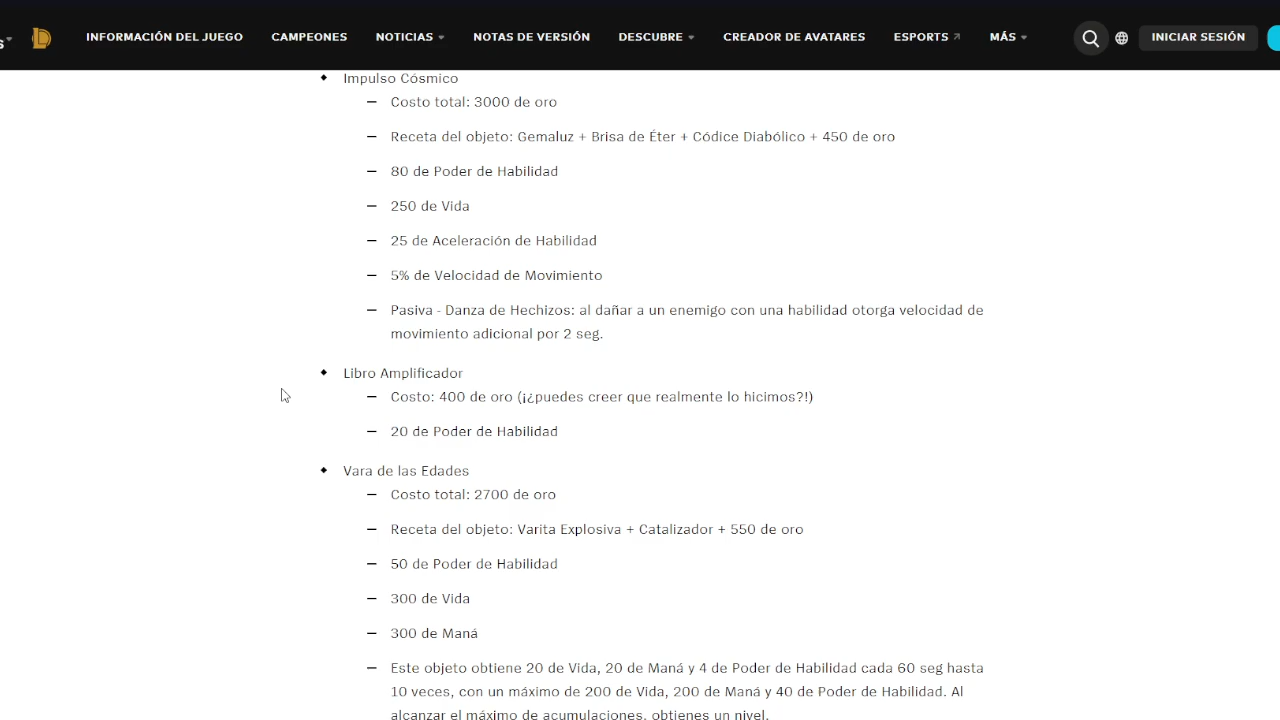 INFORMACIÓN DEL JUEGO CAMPEONES NOTICIAS NOTAS DE VERSIÓN DESCUBRE CREADOR DE AVATARES ESPORTS MÁS INICIAR SESIÓN
Impulso Cósmico
Costo total: 3000 de oro
Receta del objeto: Gemaluz + Brisa de Éter + Códice Diabólico + 450 de oro
80 de Poder de Habilidad
250 de Vida
25 de Aceleración de Habilidad
5% de Velocidad de Movimiento
Pasiva - Danza de Hechizos: al dañar a un enemigo con una habilidad otorga velocidad de
movimiento adicional por 2 seg.
Libro Amplificador
Costo: 400 de oro (¡¿puedes creer que realmente lo hicimos?!)
20 de Poder de Habilidad
Vara de las Edades
Costo total: 2700 de oro
Receta del objeto: Varita Explosiva + Catalizador + 550 de oro
50 de Poder de Habilidad
300 de Vida
300 de Maná
Este objeto obtiene 20 de Vida, 20 de Maná y 4 de Poder de Habilidad cada 60 seg hasta
10 veces, con un máximo de 200 de Vida, 200 de Maná y 40 de Poder de Habilidad. Al
alcanzar el máximo de acumulaciones, obtienes un nivel.